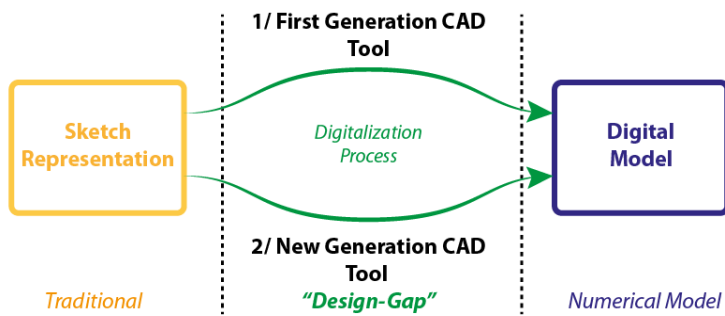 1/ First Generation CAD
Tool
Sketch
Representation
Digitalization
Process
Digital
Model
2/ New Generation CAD
Tool
Traditional
“Design-Gap”
Numerical Model